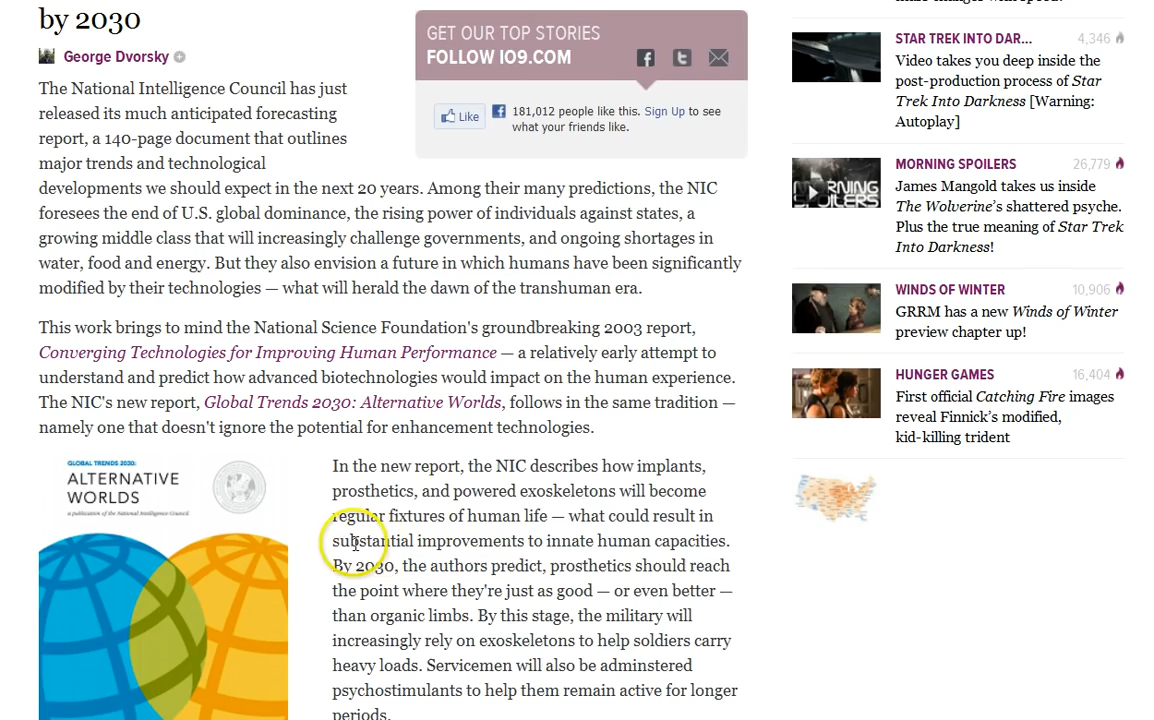 by 2030
George Dvorsky
The National Intelligence Council has just
released its much anticipated forecasting
report, a 140-page document that outlines
major trends and technological
developments we should expect in the next 20 years. Among their many predictions, the NIC
foresees the end of U.S. global dominance, the rising power of individuals against states, a
growing middle class that will increasingly challenge governments, and ongoing shortages in
water, food and energy. But they also envision a future in which humans have been significantly
modified by their technologies — what will herald the dawn of the transhuman era.
This work brings to mind the National Science Foundation's groundbreaking 2003 report,
Converging Technologies for Improving Human Performance — a relatively early attempt to
understand and predict how advanced biotechnologies would impact on the human experience.
The NIC's new report, Global Trends 2030: Alternative Worlds, follows in the same tradition —
namely one that doesn't ignore the potential for enhancement technologies.
GLOBAL TRENDS 2030:
ALTERNATIVE
WORLDS
a publication of the National Intelligence Council
In the new report, the NIC describes how implants,
prosthetics, and powered exoskeletons will become
regular fixtures of human life — what could result in
substantial improvements to innate human capacities.
By 2030, the authors predict, prosthetics should reach
the point where they're just as good — or even better —
than organic limbs. By this stage, the military will
increasingly rely on exoskeletons to help soldiers carry
heavy loads. Servicemen will also be adminstered
psychostimulants to help them remain active for longer
periods.
GET OUR TOP STORIES
FOLLOW IO9.COM
Like
181,012 people like this. Sign Up to see
what your friends like.
STAR TREK INTO DAR... 4,346
Video takes you deep inside the
post-production process of Star
Trek Into Darkness [Warning:
Autoplay]
MORNING SPOILERS 26,779
James Mangold takes us inside
The Wolverine's shattered psyche.
Plus the true meaning of Star Trek
Into Darkness!
WINDS OF WINTER 10,906
GRRM has a new Winds of Winter
preview chapter up!
HUNGER GAMES 16,404
First official Catching Fire images
reveal Finnick's modified,
kid-killing trident